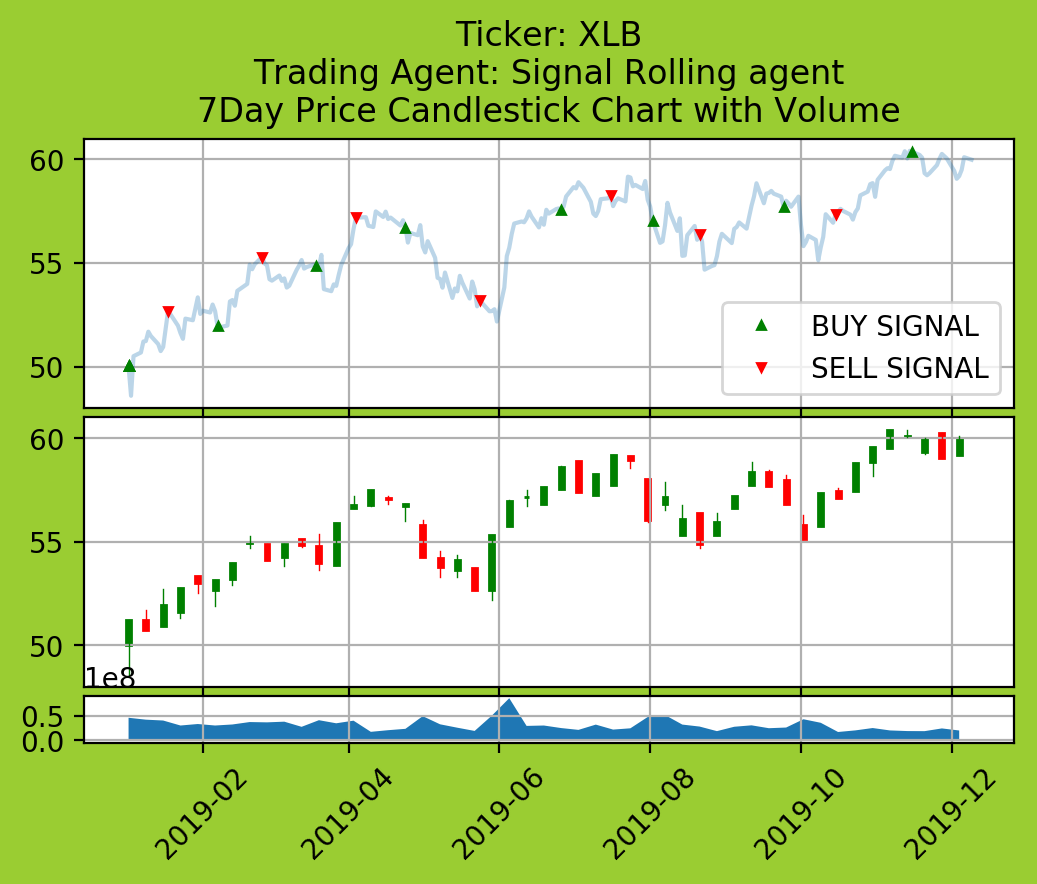 Ticker: XLB
Trading Agent: Signal Rolling agent
7Day Price Candlestick Chart with Volume
60
55
50
BUY SIGNAL
SELL SIGNAL
60
55
50
1e8
0.5
0.0
2019-02
2019-04
2019-06
2019-08
2019-10
2019-12